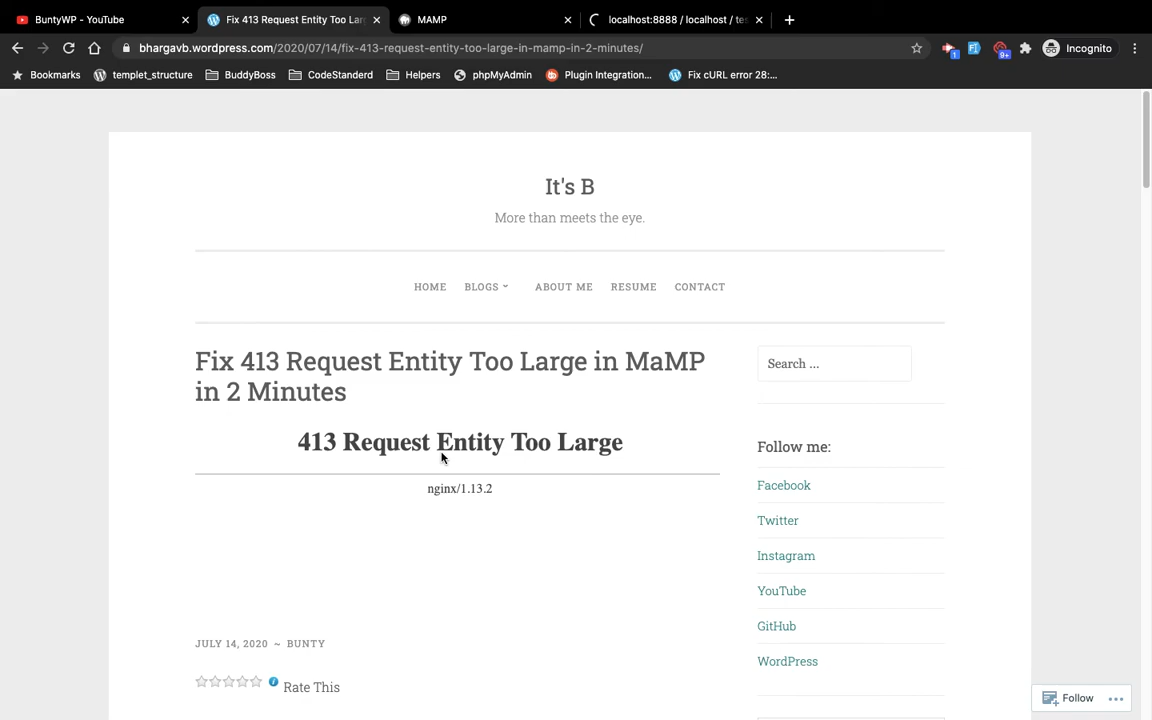 BuntyWP - YouTube
Fix 413 Request Entity Too Lar
MAMP
localhost:8888 / localhost / tes
bhargavb.wordpress.com/2020/07/14/fix-413-request-entity-too-large-in-mamp-in-2-minutes/
1
9+
Incognito
Bookmarks
templet_structure
BuddyBoss
CodeStanderd
Helpers
phpMyAdmin
Plugin Integration...
Fix cURL error 28:...
It's B
More than meets the eye.
HOME
BLOGS
ABOUT ME
RESUME
CONTACT
Fix 413 Request Entity Too Large in MaMP
in 2 Minutes
413 Request Entity Too Large
nginx/1.13.2
JULY 14, 2020 ~ BUNTY
Rate This
Search ...
Follow me:
Facebook
Twitter
Instagram
YouTube
GitHub
WordPress
Follow